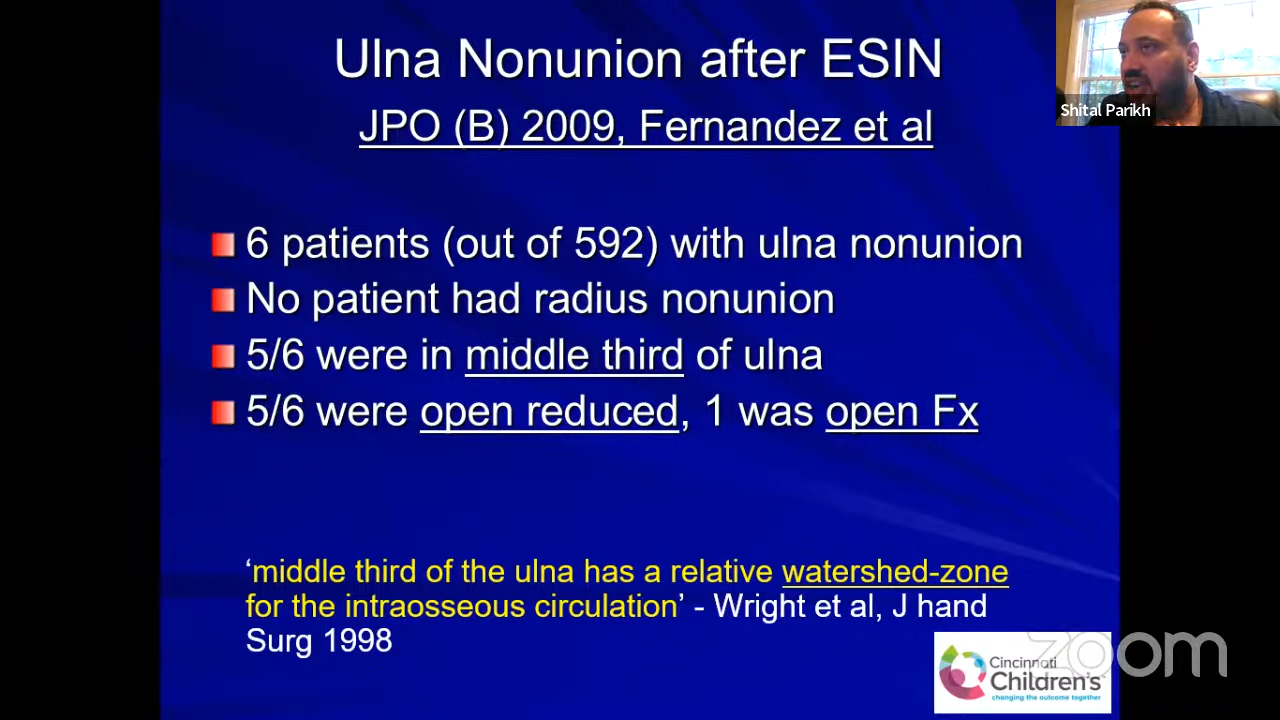 Ulna Nonunion after ESIN
JPO (B) 2009, Fernandez et al
Shital Parikh
6 patients (out of 592) with ulna nonunion
No patient had radius nonunion
5/6 were in middle third of ulna
5/6 were open reduced, 1 was open Fx
‘middle third of the ulna has a relative watershed-zone
for the intraosseous circulation’ - Wright et al, J hand
Surg 1998
Cincinnati
Children's
changing the outcome together
zoom